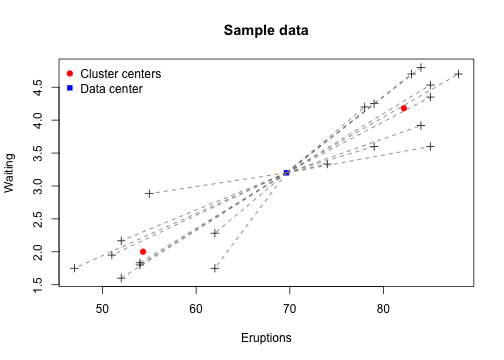 Sample data
Cluster centers
Data center
Waiting
4.5
4.0
3.5
3.0
2.5
2.0
1.5
50 60 70 80
Eruptions